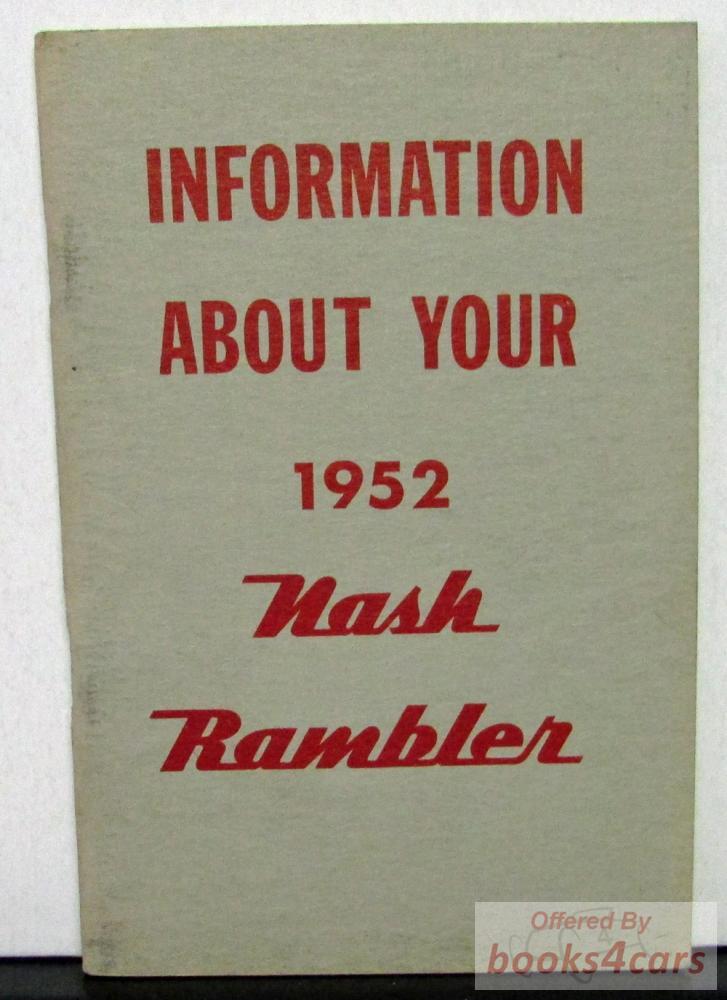 INFORMATION
ABOUT YOUR
1952
Nash
Rambler
Offered By
books4cars